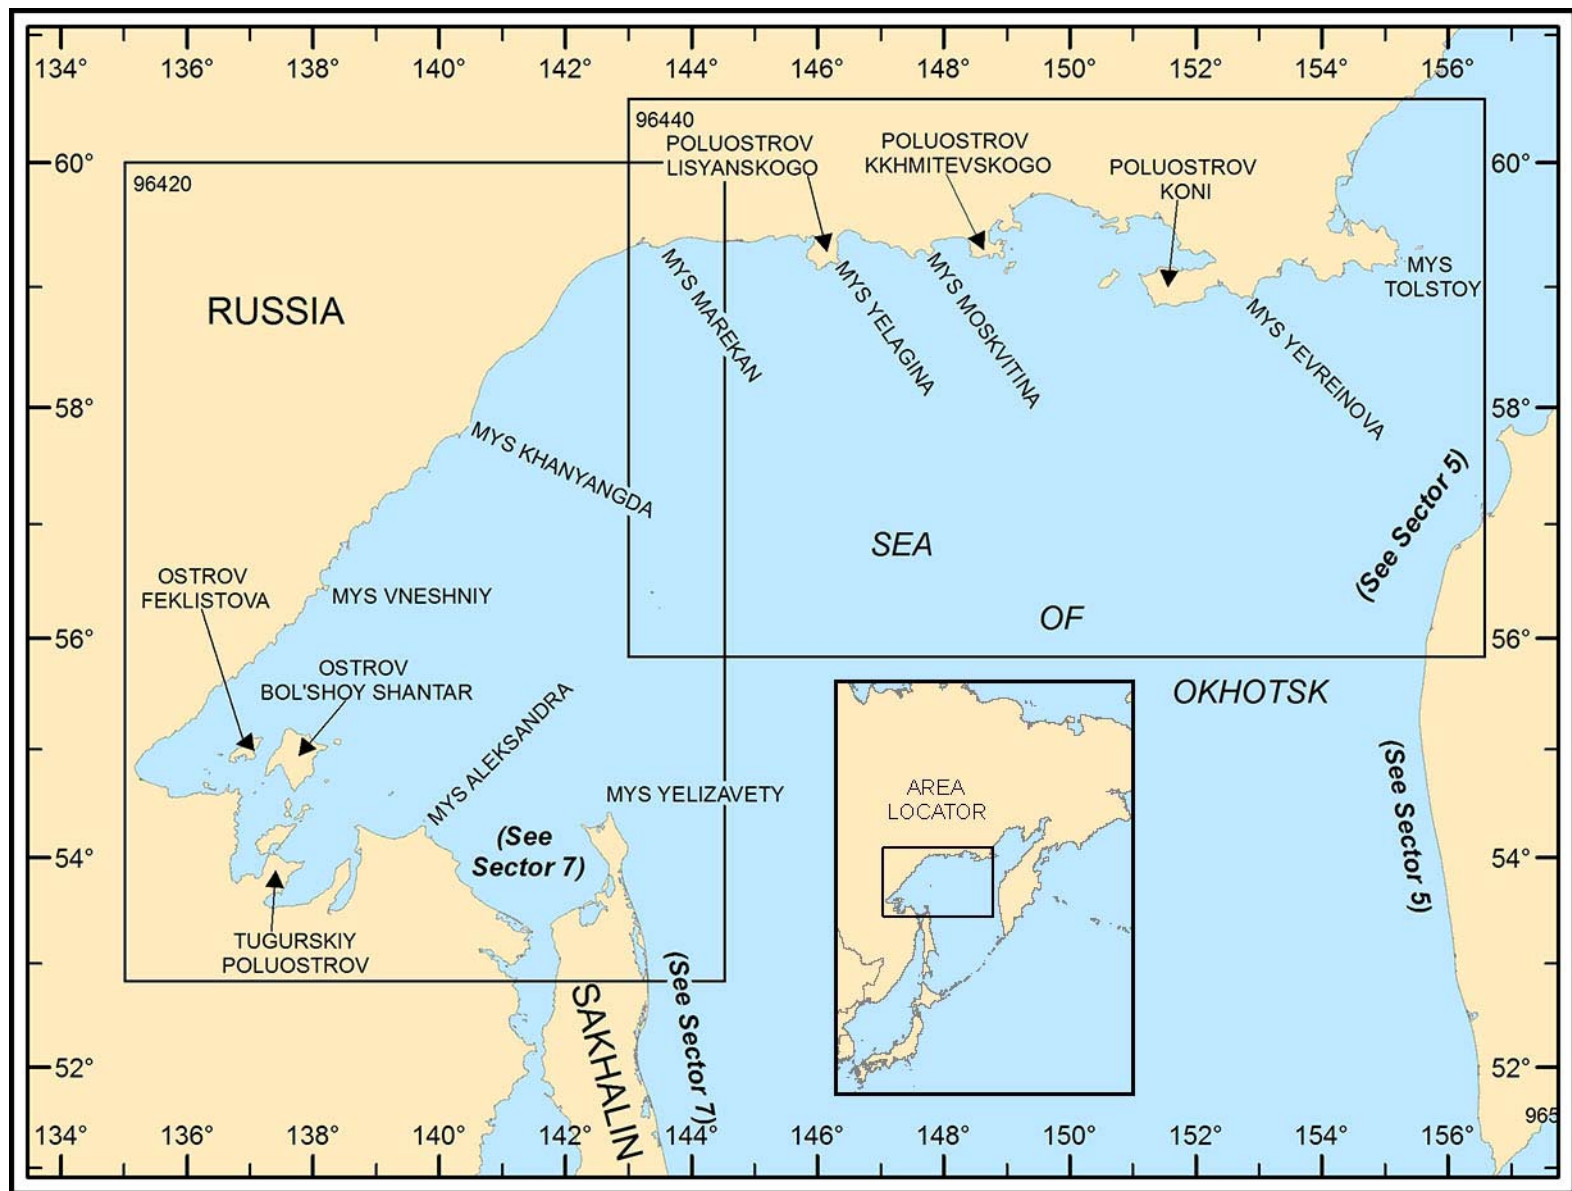 134° 136° 138° 140° 142° 144° 146° 148° 150° 152° 154° 156°
96440
POLUOSTROV
LISYANSKOGO
POLUOSTROV
KKHMITEVSKOGO
POLUOSTROV
KONI
60°
60°
96420
RUSSIA
MYS MAREKAN
MYS YELAGINA
MYS MOSKVITINA
MYS YEVREINOVA
MYS
TOLSTOY
58°
58°
MYS KHANYANGDA
(See Sector 5)
SEA
OSTROV
FEKLISTOVA
MYS VNESHNIY
OF
56°
56°
OSTROV
BOL'SHOY SHANTAR
MYS ALEKSANDRA
OKHOTSK
MYS YELIZAVETY
AREA
LOCATOR
(See Sector 5)
(See
Sector 7)
54°
54°
TUGURSKIY
POLUOSTROV
SAKHALIN
(See Sector 7)
52°
52°
965
134° 136° 138° 140° 142° 144° 146° 148° 150° 152° 154° 156°